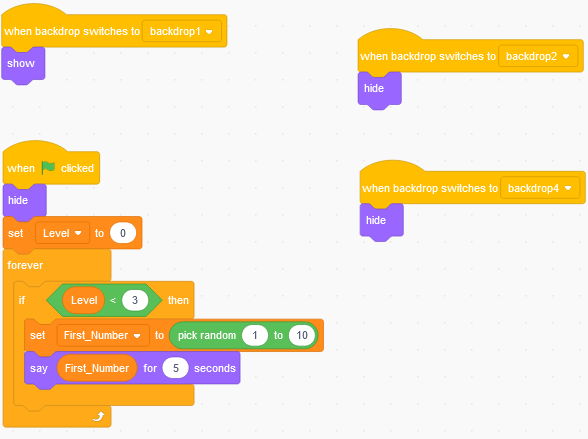 when backdrop switches to backdrop1
show
when backdrop switches to backdrop2
hide
when clicked
hide
set Level to 0
forever
if Level < 3 then
set First_Number to pick random 1 to 10
say First_Number for 5 seconds
when backdrop switches to backdrop4
hide